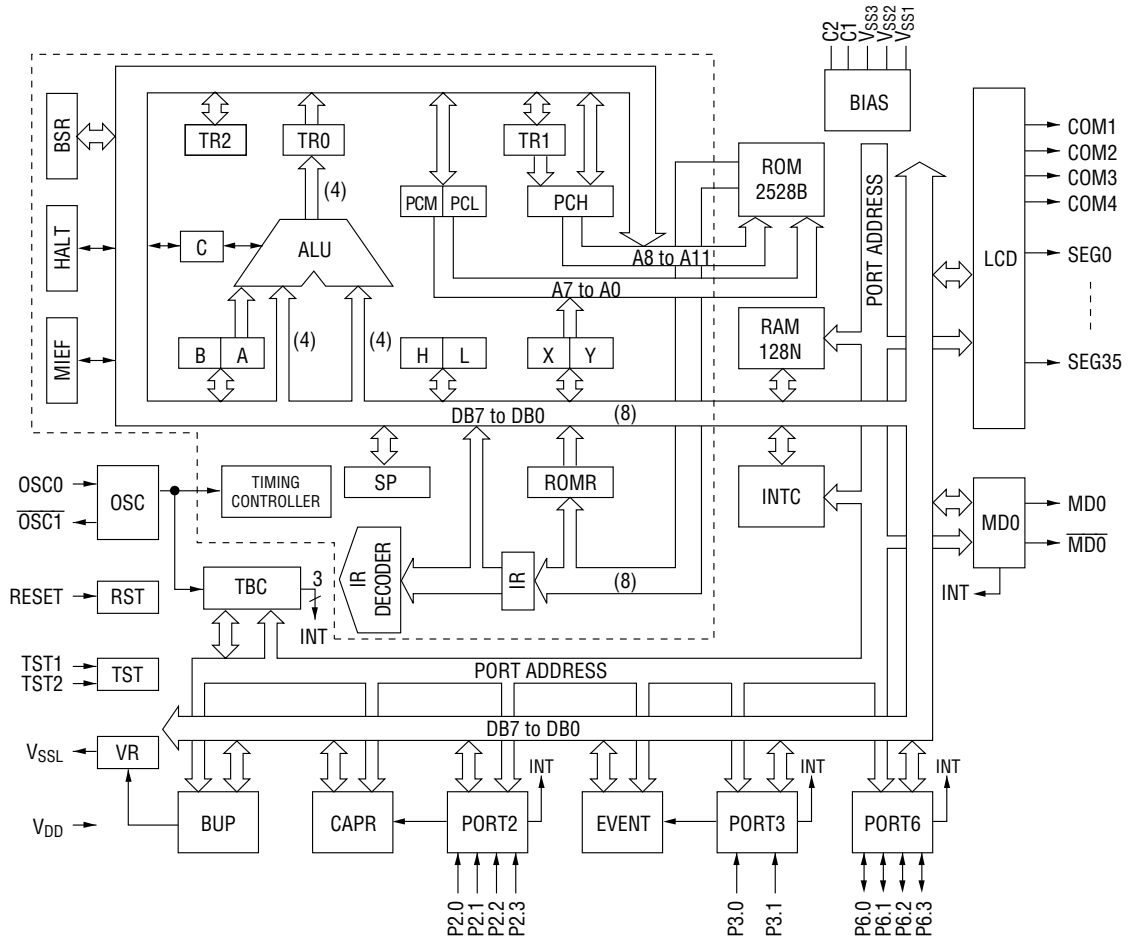 C2
C1
VSS3
VSS2
VSS1
BIAS
BSR
TR2
TR0
TR1
ROM
2528B
COM1
COM2
COM3
COM4
(4)
PCM
PCL
PCH
HALT
C
ALU
A8 to A11
PORT ADDRESS
LCD
SEG0
A7 to A0
MIEF
B
A
(4)
(4)
H
L
X
Y
RAM
128N
SEG35
DB7 to DB0
(8)
OSC0
OSC1
OSC
TIMING
CONTROLLER
SP
ROMR
INTC
MD0
MD0
MD0
RESET
RST
TBC
3
INT
IR
DECODER
IR
(8)
INT
TST1
TST2
TST
PORT ADDRESS
DB7 to DB0
VSSL
VR
INT
INT
INT
VDD
BUP
CAPR
PORT2
EVENT
PORT3
PORT6
P2.0
P2.1
P2.2
P2.3
P3.0
P3.1
P6.0
P6.1
P6.2
P6.3